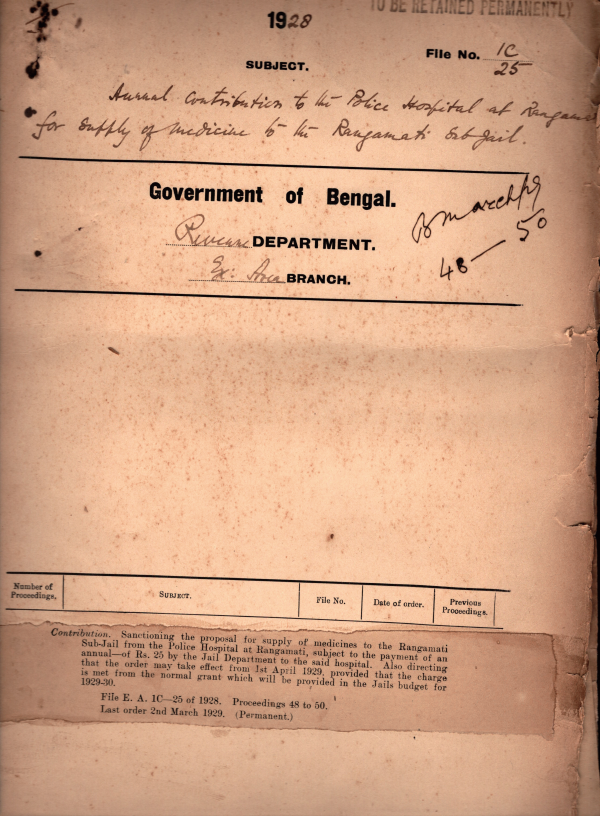 TO BE RETAINED PERMANENTLY
1928
File No. 1C/25
SUBJECT.
Annual Contribution to the Police Hospital at
for supply of medicine to the Rangamati Sub Jail.
Government of Bengal.
Revenue DEPARTMENT.
Ex: Area BRANCH.
B March/29
48 — 50
Number of Proceedings. SUBJECT. File No. Date of order. Previous Proceedings.
Contribution. Sanctioning the proposal for supply of medicines to the Rangamati
Sub-Jail from the Police Hospital at Rangamati, subject to the payment of an
annual—of Rs. 25 by the Jail Department to the said hospital. Also directing
that the order may take effect from 1st April 1929, provided that the charge
is met from the normal grant which will be provided in the Jails budget for
1929-30.
File E. A. 1C—25 of 1928. Proceedings 48 to 50.
Last order 2nd March 1929. (Permanent.)